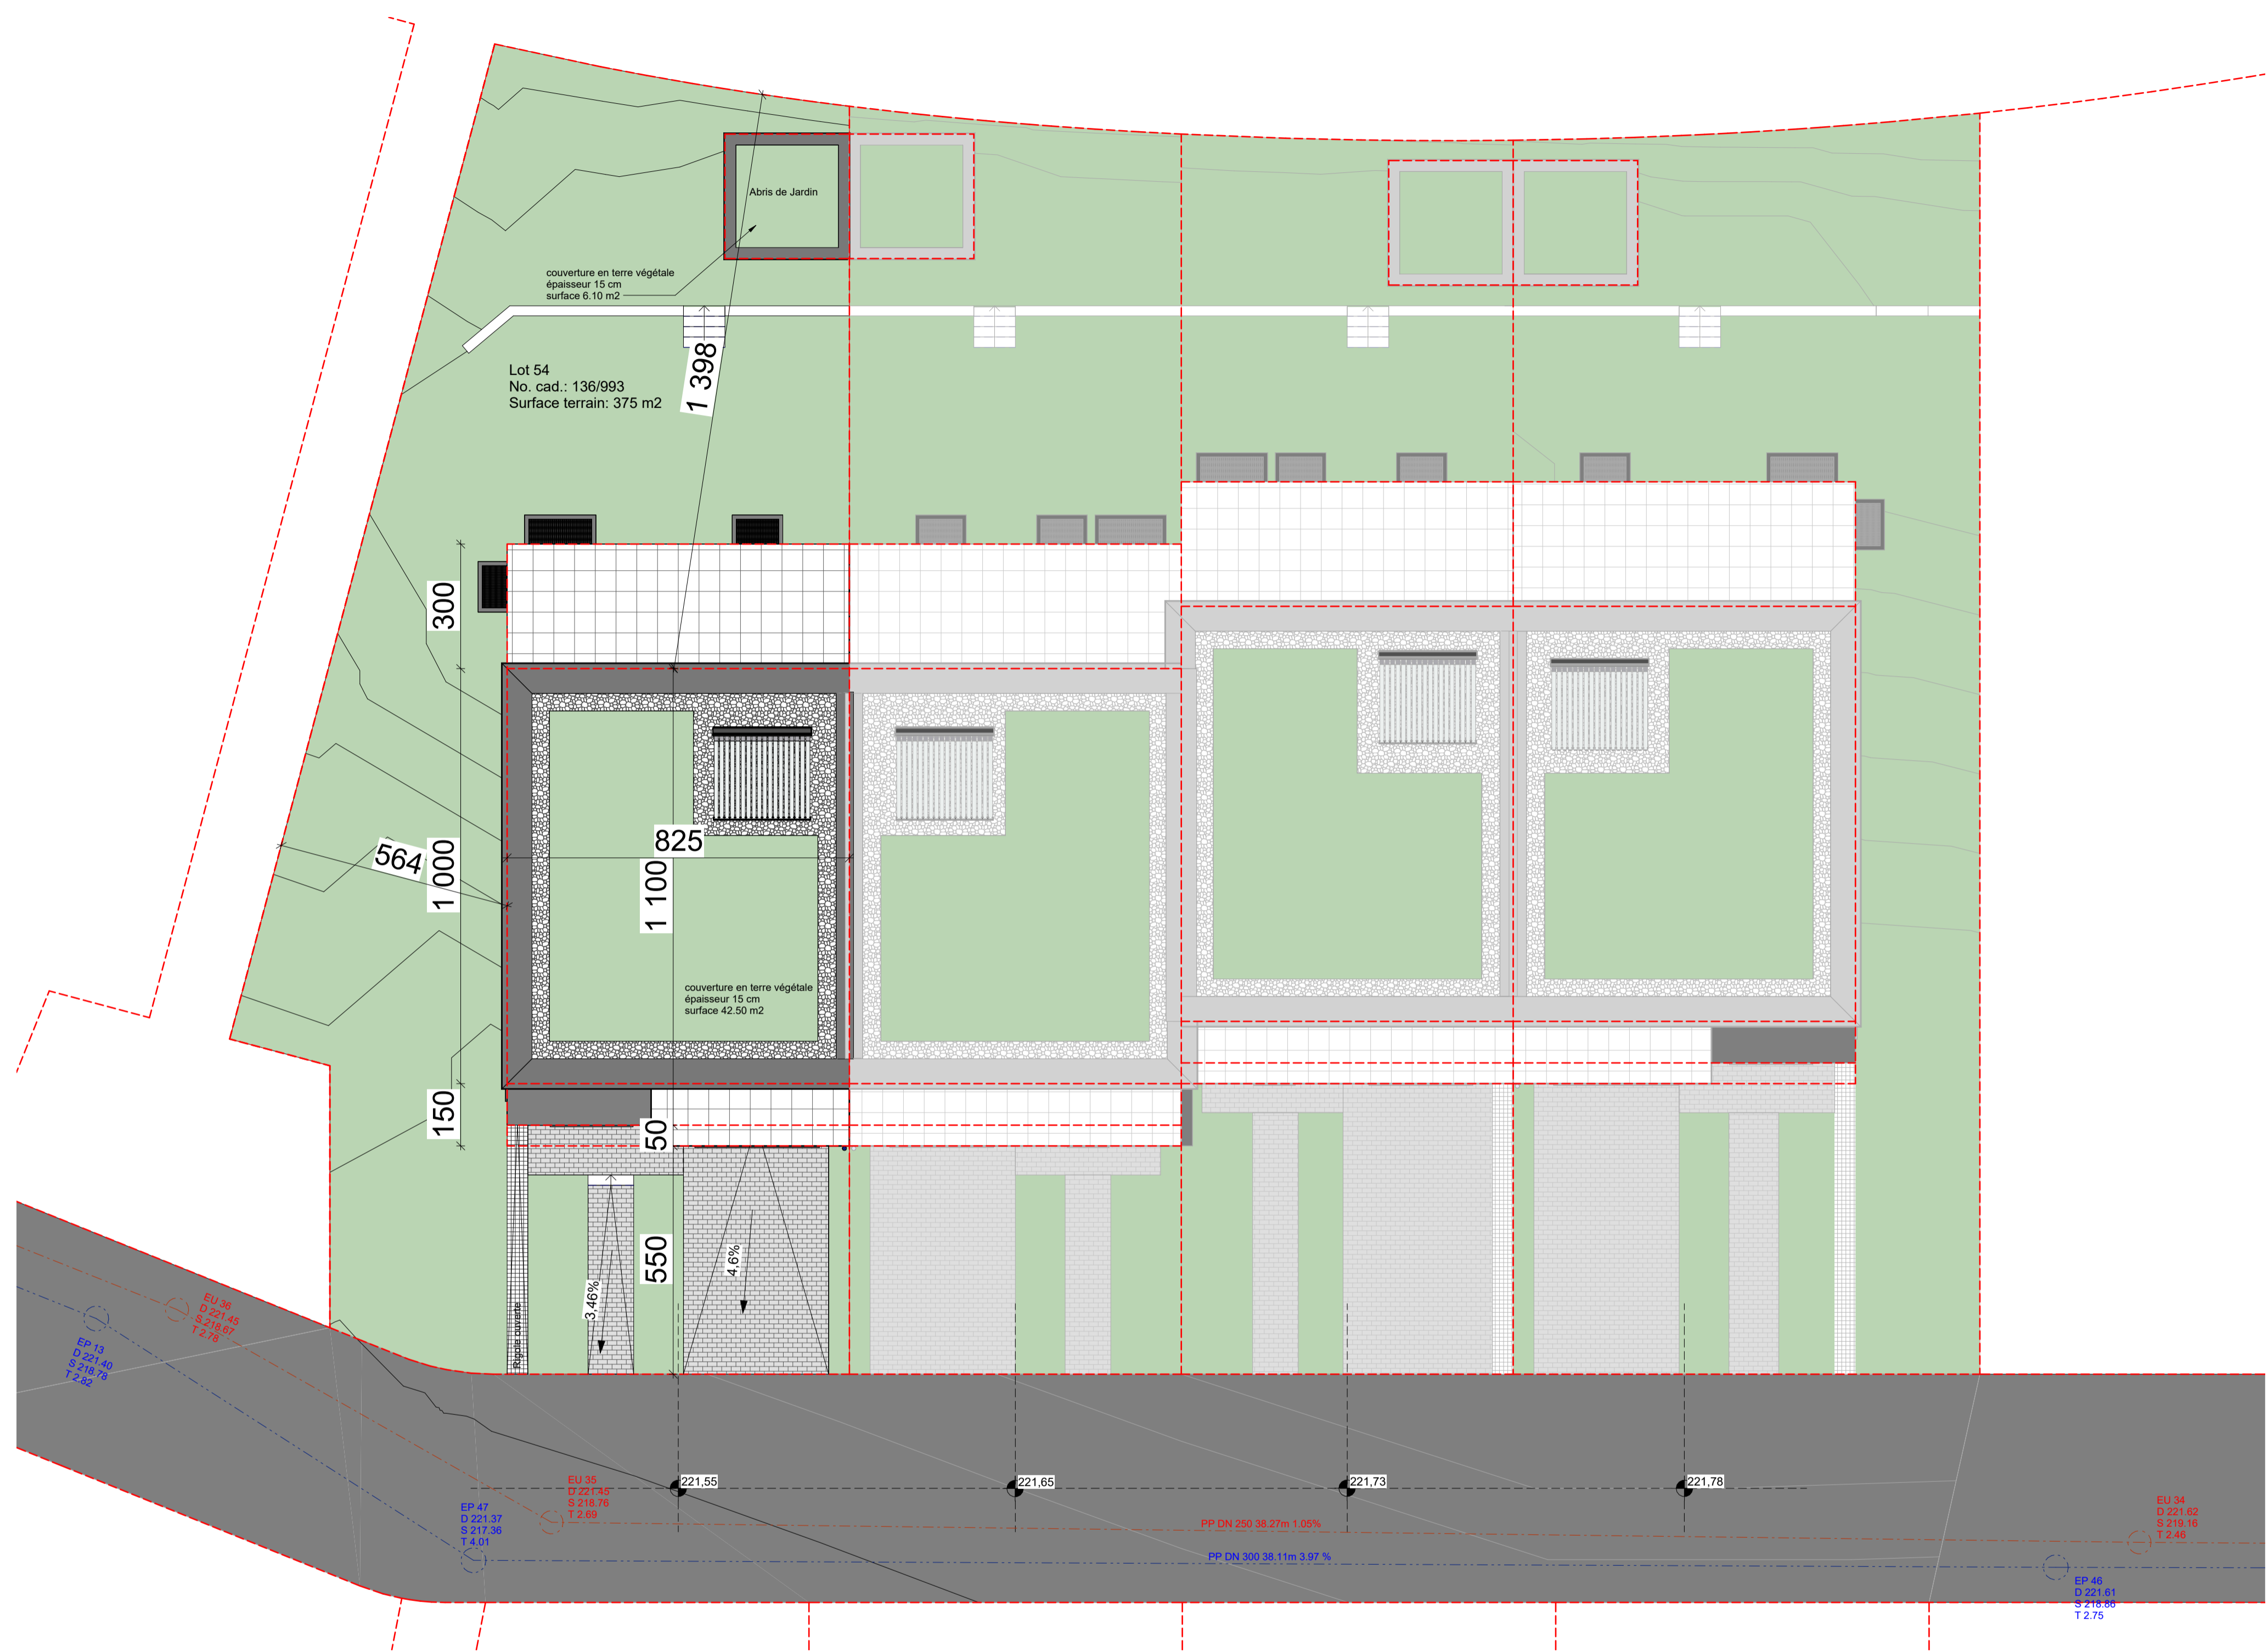 Abris de Jardin
couverture en terre végétale
épaisseur 15 cm
surface 6.10 m2
1 398
Lot 54
No. cad.: 136/993
Surface terrain: 375 m2
300
825
564
1 000
1 100
couverture en terre végétale
épaisseur 15 cm
surface 42.50 m2
150
50
550
4,6%
3,46%
Rigole ouverte
EU 36
D 221.45
S 218.67
T 2.78
EP 13
D 221.40
S 218.78
T 2.82
221,55
221,65
221,73
221,78
EU 35
D 221.45
S 218.76
T 2.69
EP 47
D 221.37
S 217.36
T 4.01
PP DN 250 38.27m 1.05%
PP DN 300 38.11m 3.97 %
EU 34
D 221.62
S 219.16
T 2.46
EP 46
D 221.61
S 218.86
T 2.75